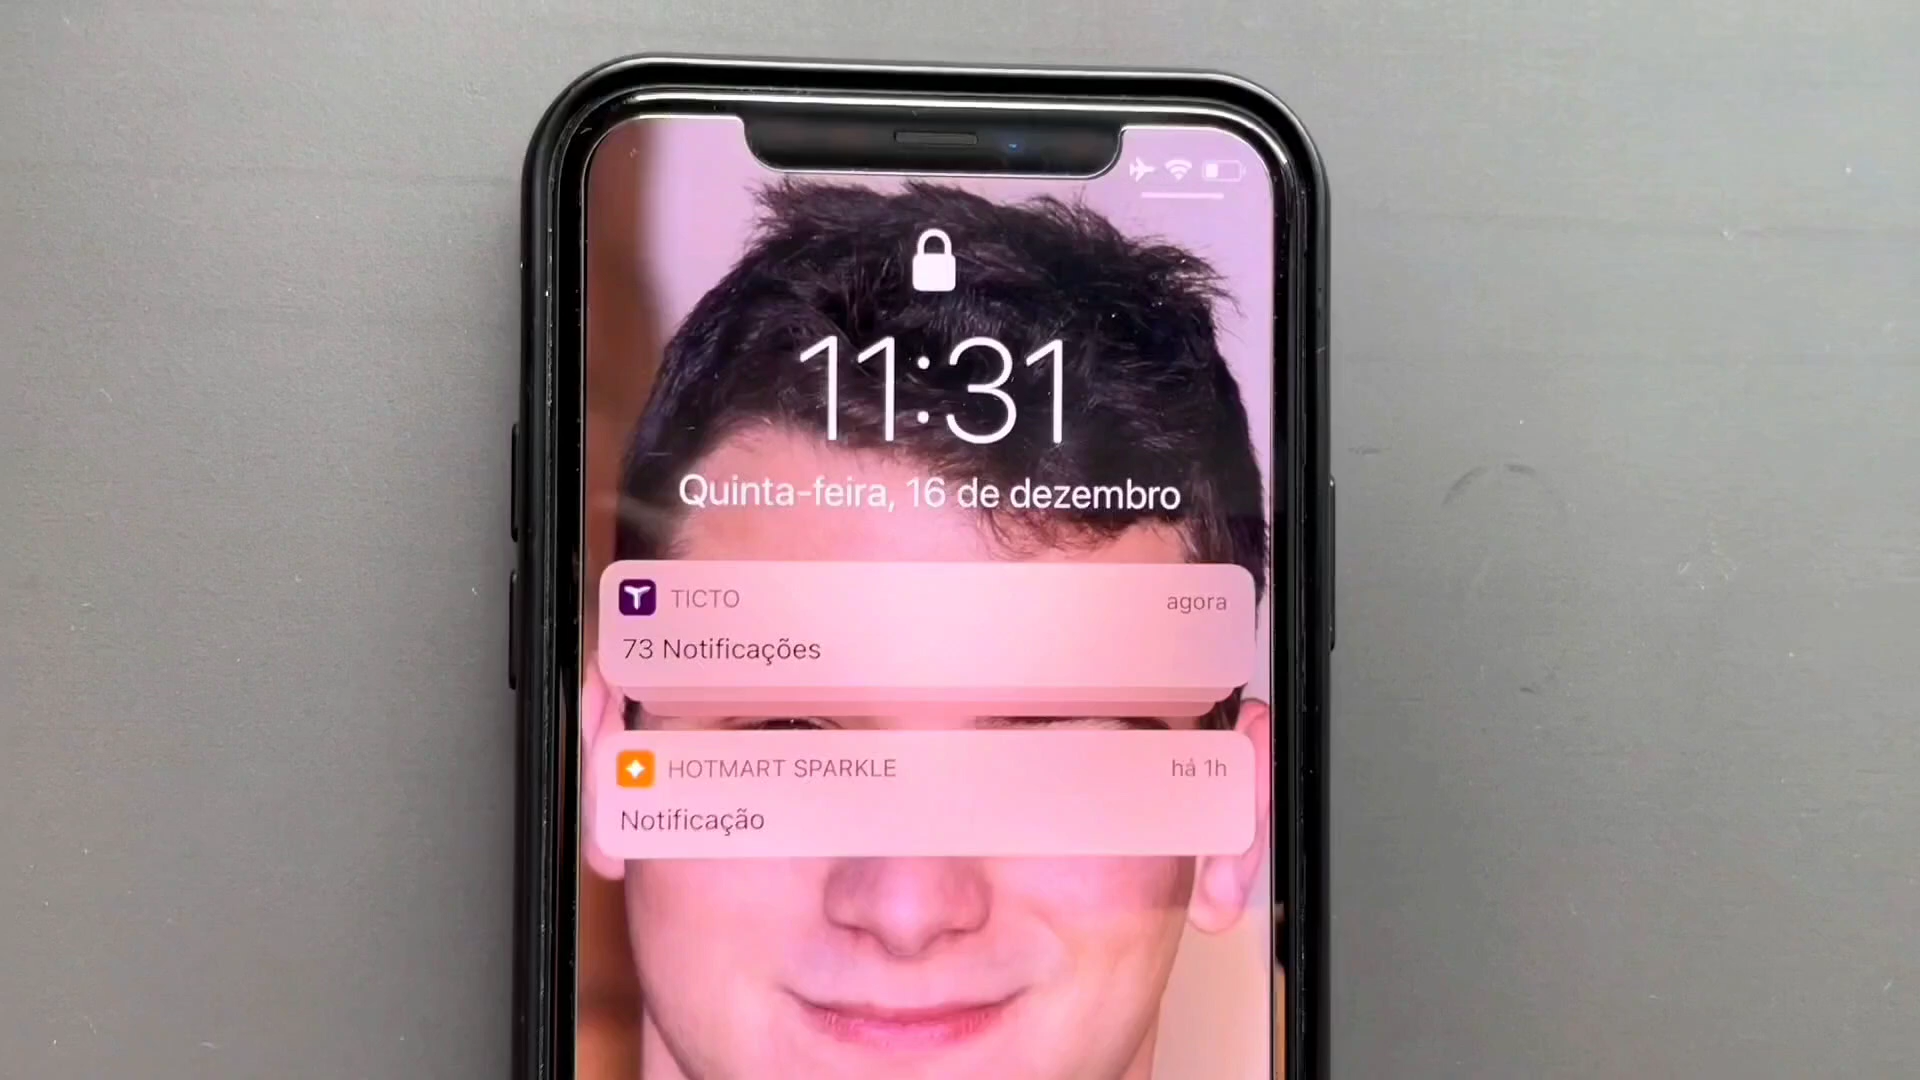 11:31
Quinta-feira, 16 de dezembro
TICTO
agora
73 Notificações
HOTMART SPARKLE
há 1h
Notificação